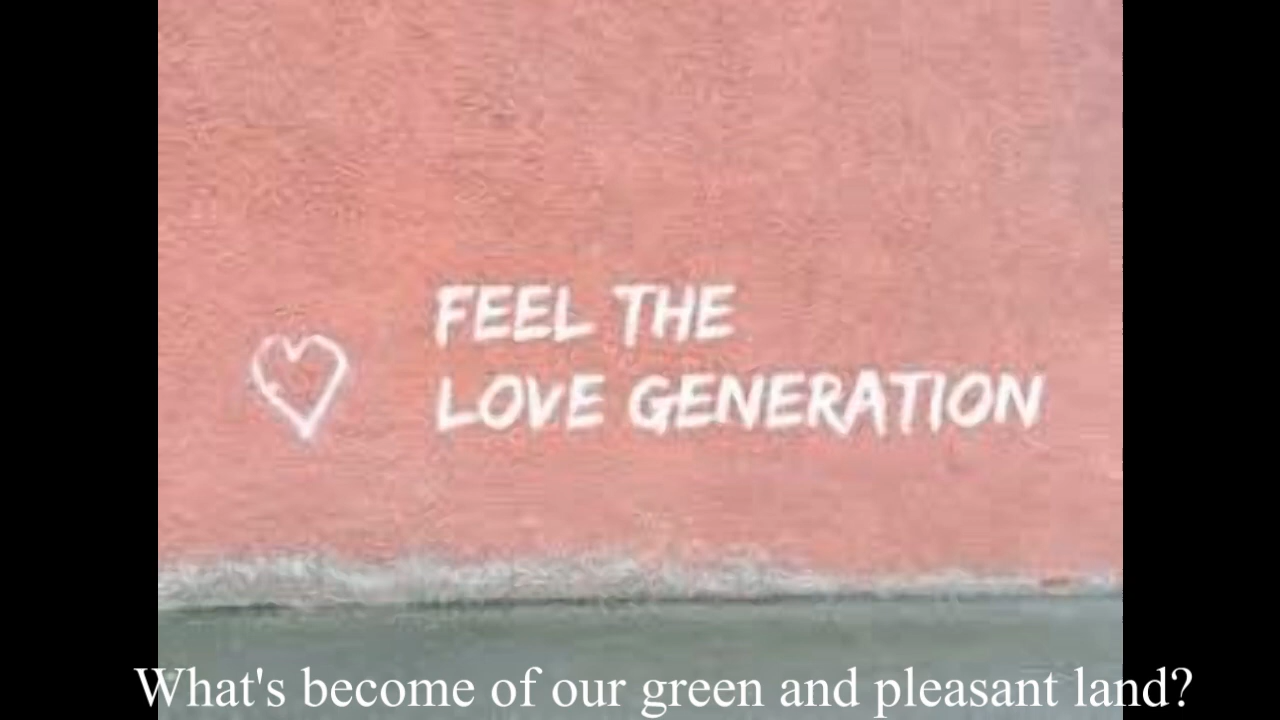 FEEL THE
LOVE GENERATION
What's become of our green and pleasant land?